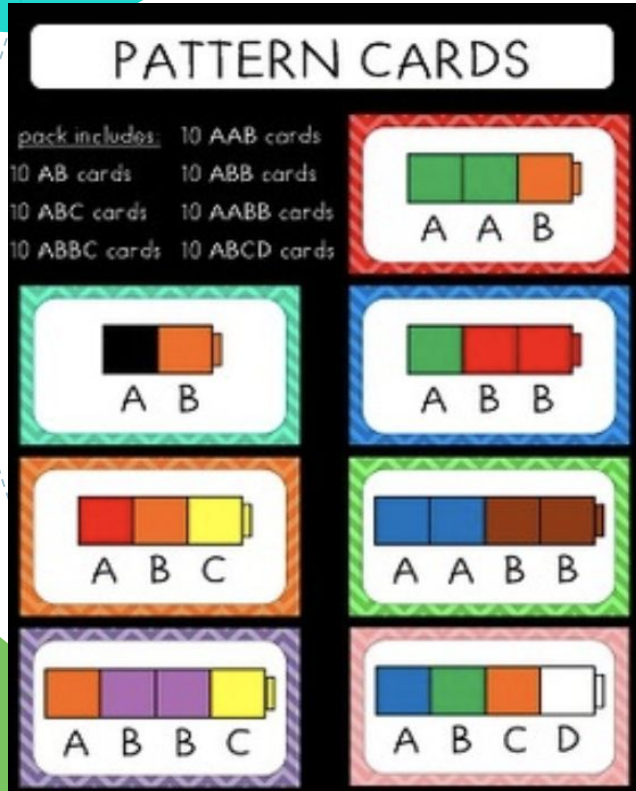 PATTERN CARDS
pack includes:
10 AB cards
10 ABC cards
10 ABBC cards
10 AAB cards
10 ABB cards
10 AABB cards
10 ABCD cards
A A B
A B
A B B
A B C
A A B B
A B B C
A B C D